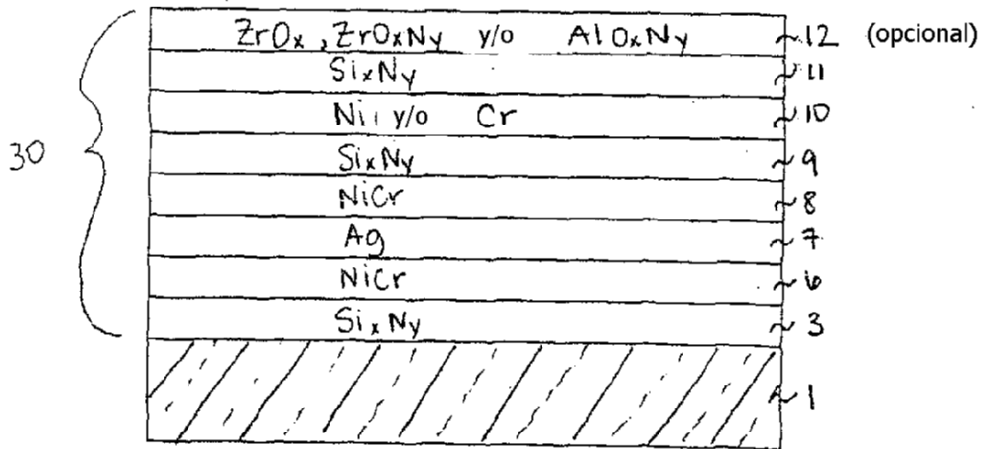 ZrOx, ZrOxNy y/o AlOxNy 12 (opcional)
SixNy 11
Ni y/o Cr 10
30
SixNy 9
NiCr 8
Ag 7
NiCr 6
SixNy 3
1